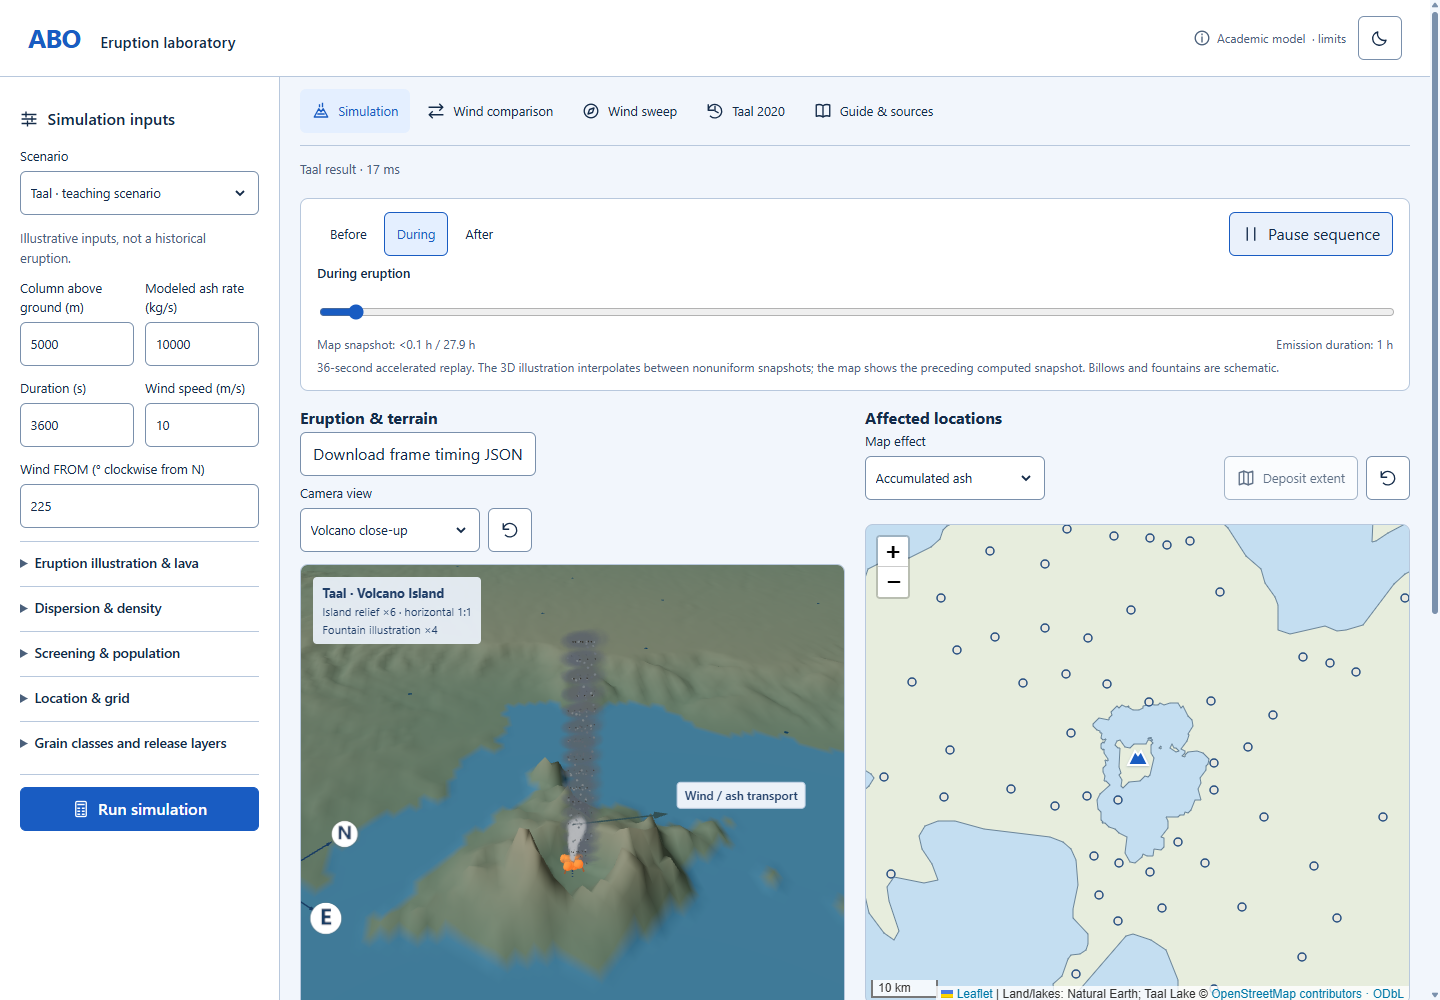 ABO Eruption laboratory
Academic model · limits
Simulation inputs
Scenario
Taal · teaching scenario
Illustrative inputs, not a historical
eruption.
Column above
ground (m)
Modeled ash rate
(kg/s)
5000
10000
Duration (s)
Wind speed (m/s)
3600
10
Wind FROM (° clockwise from N)
225
Eruption illustration & lava
Dispersion & density
Screening & population
Location & grid
Grain classes and release layers
Run simulation
Simulation
Wind comparison
Wind sweep
Taal 2020
Guide & sources
Taal result · 17 ms
Before
During
After
Pause sequence
During eruption
Map snapshot: <0.1 h / 27.9 h
Emission duration: 1 h
36-second accelerated replay. The 3D illustration interpolates between nonuniform snapshots; the map shows the preceding computed snapshot. Billows and fountains are schematic.
Eruption & terrain
Download frame timing JSON
Camera view
Volcano close-up
Taal · Volcano Island
Island relief ×6 · horizontal 1:1
Fountain illustration ×4
Wind / ash transport
N
E
Affected locations
Map effect
Accumulated ash
Deposit extent
+
−
10 km
Leaflet | Land/lakes: Natural Earth; Taal Lake © OpenStreetMap contributors · ODbL